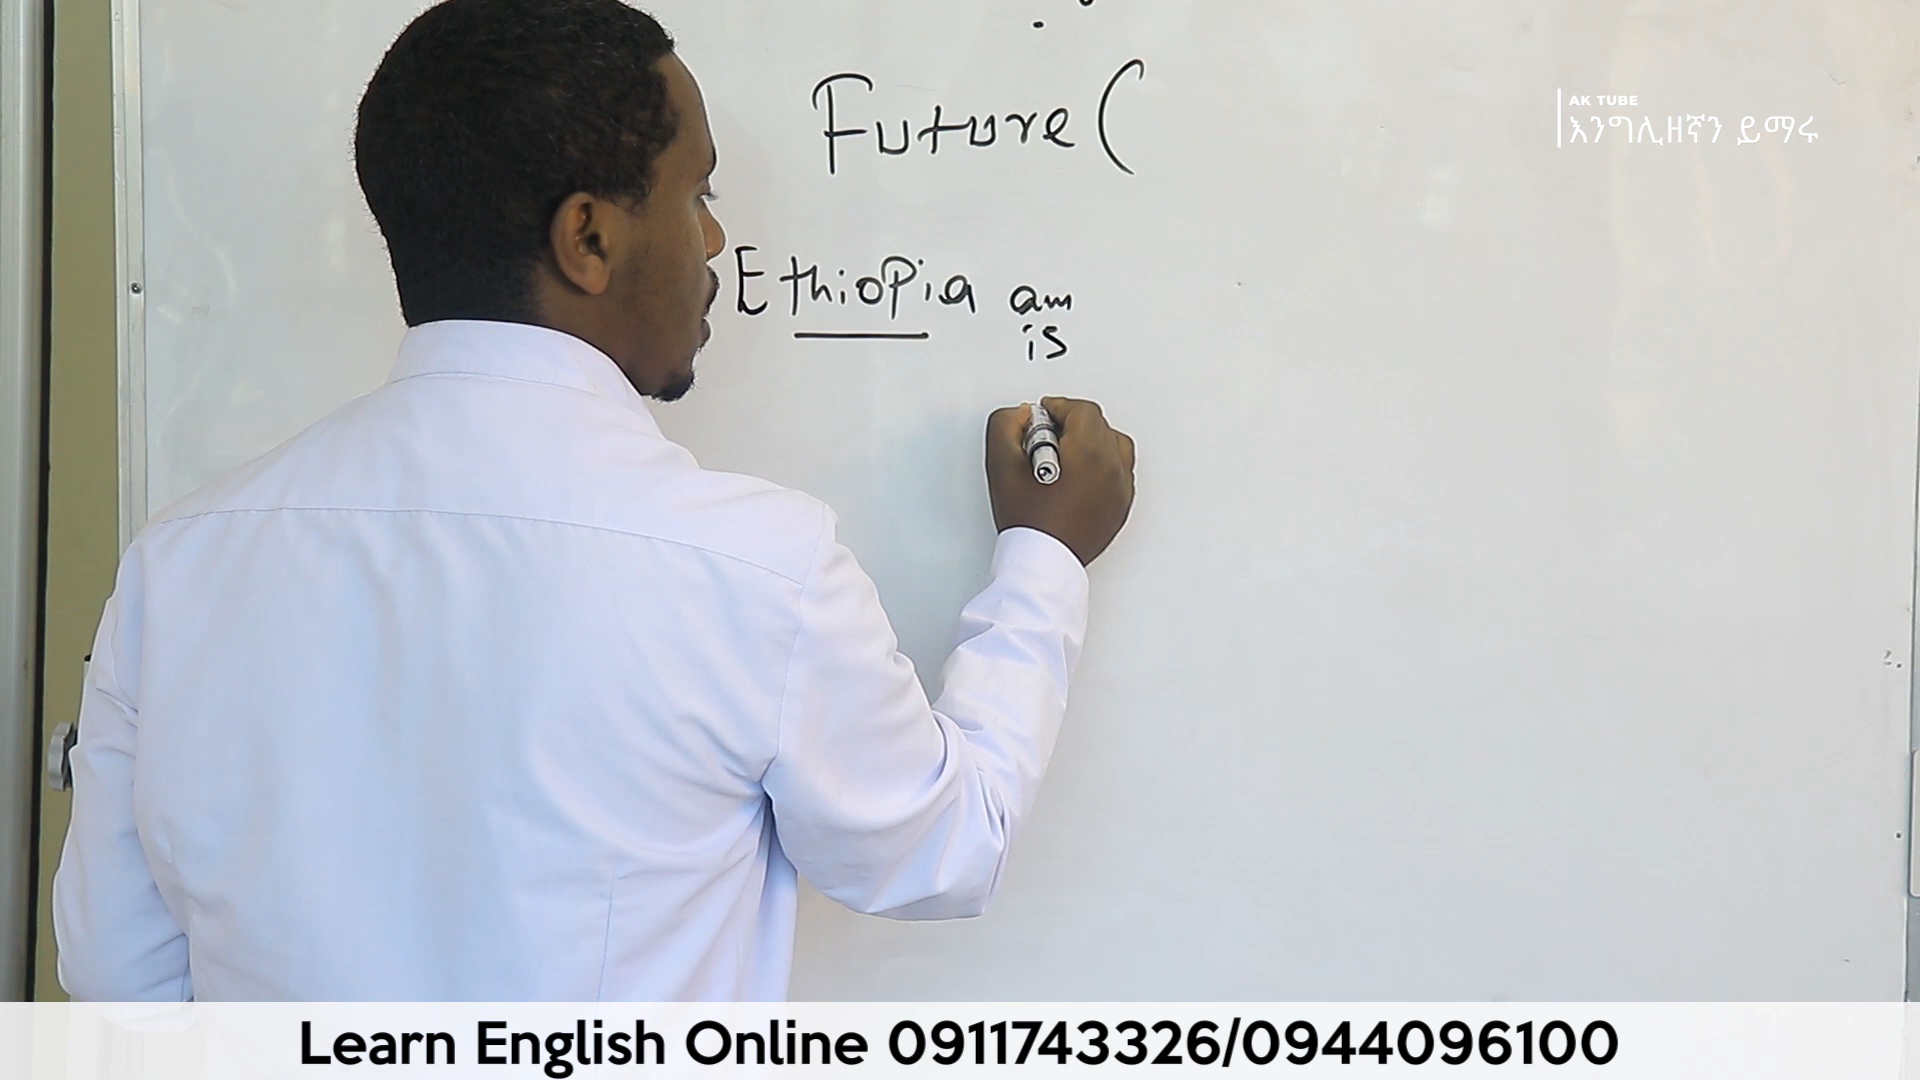 Future (
AK TUBE
እንግሊዘኛን ይማሩ
Ethiopia am
is
Learn English Online 0911743326/0944096100